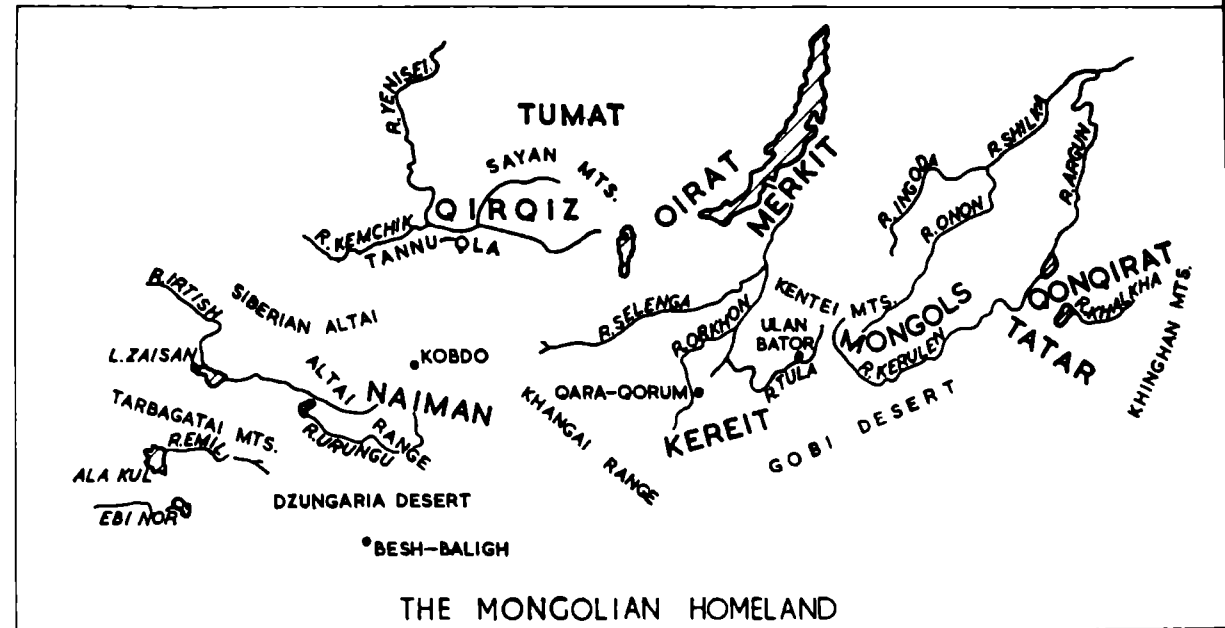 R. YENISEI
TUMAT
SAYAN MTS.
QIRQIZ
R. KEMCHIK
TANNU-OLA
OIRAT
MERKIT
R. INGODA
R. SHILKA
R. ARGUN
R. ONON
R. IRTISH
SIBERIAN ALTAI
L. ZAISAN
ALTAI RANGE
KOBDO
NAIMAN
R. URUNGU
TARBAGATAI MTS.
R. EMIL
ALA KUL
EBI NOR
DZUNGARIA DESERT
BESH-BALIGH
R. SELENGA
R. ORKHON
KENTEI MTS.
ULAN
BATOR
R. TULA
QARA-QORUM
KHANGAI RANGE
KEREIT
MONGOLS
R. KERULEN
GOBI DESERT
QONQIRAT
R. KHALKHA
TATAR
KHINGHAN MTS.
THE MONGOLIAN HOMELAND